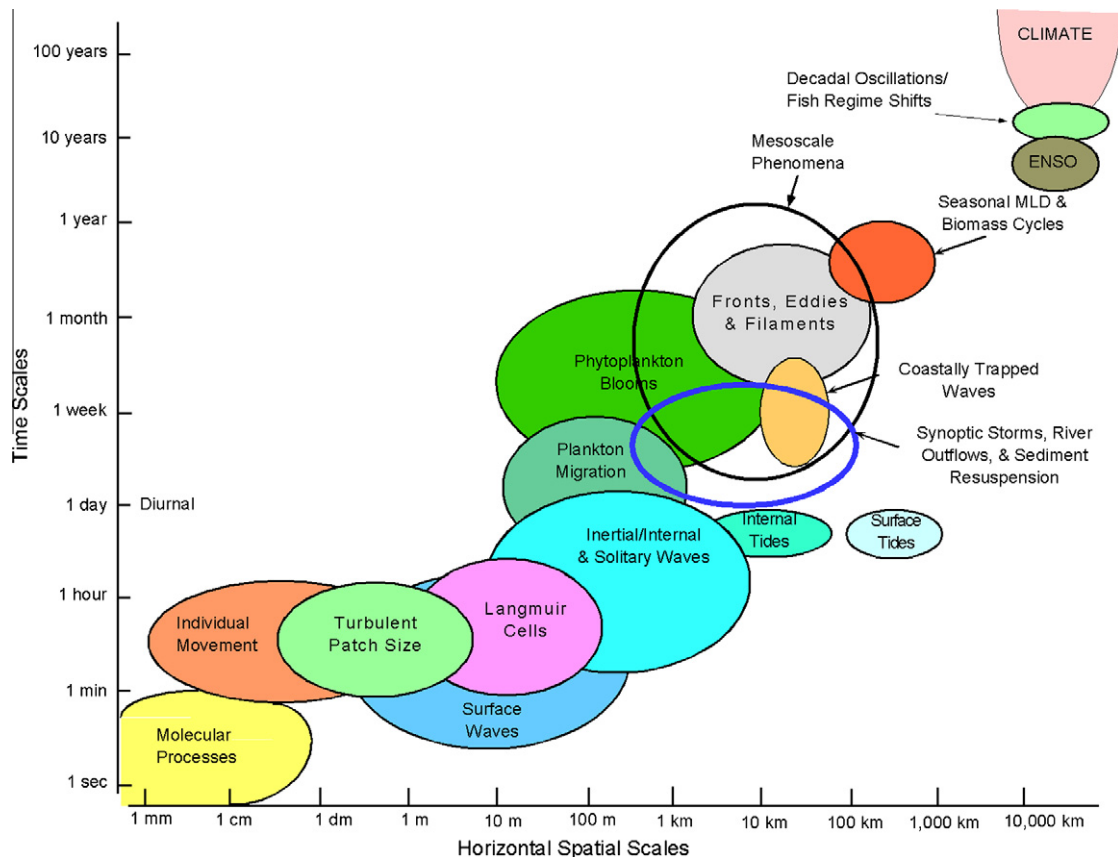 100 years
10 years
1 year
1 month
1 week
1 day
1 hour
1 min
1 sec
Time Scales
Diurnal
CLIMATE
Decadal Oscillations/
Fish Regime Shifts
ENSO
Mesoscale
Phenomena
Seasonal MLD &
Biomass Cycles
Fronts, Eddies
& Filaments
Phytoplankton
Blooms
Coastally Trapped
Waves
Synoptic Storms, River
Outflows, & Sediment
Resuspension
Plankton
Migration
Internal
Tides
Surface
Tides
Inertial/Internal
& Solitary Waves
Individual
Movement
Turbulent
Patch Size
Langmuir
Cells
Surface
Waves
Molecular
Processes
1 mm
1 cm
1 dm
1 m
10 m
100 m
1 km
10 km
100 km
1,000 km
10,000 km
Horizontal Spatial Scales